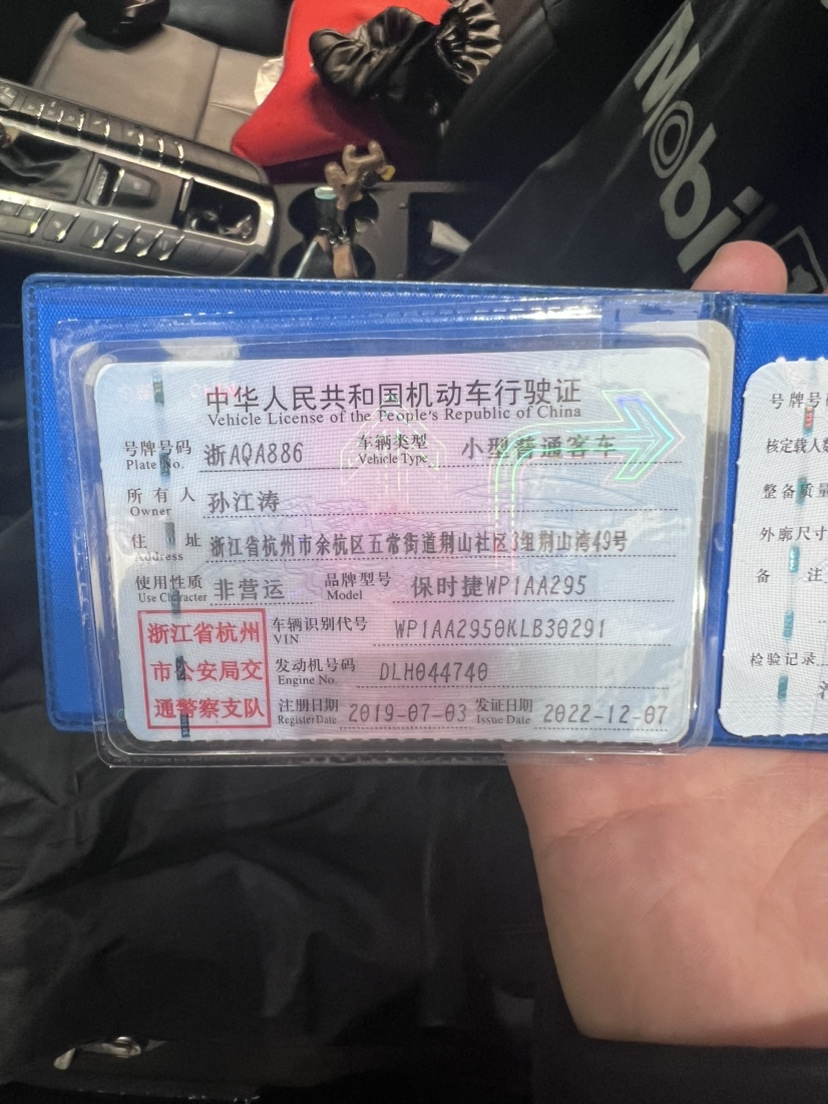 Mobil
中华人民共和国机动车行驶证
Vehicle License of the People's Republic of China
号牌号码 浙AQA886 车辆类型 小型普通客车
Plate No. Vehicle Type
所有人 孙江涛
Owner
住址 浙江省杭州市余杭区五常街道荆山社区3组荆山湾49号
Address
使用性质 非营运 品牌型号 保时捷WP1AA295
Use Character Model
浙江省杭州
市公安局交
通警察支队
车辆识别代号 WP1AA2950KLB30291
VIN
发动机号码 DLH044740
Engine No.
注册日期 2019-07-03 发证日期 2022-12-07
Register Date Issue Date
号牌号
核定载人数
整备质量
外廓尺寸
备 注
检验记录